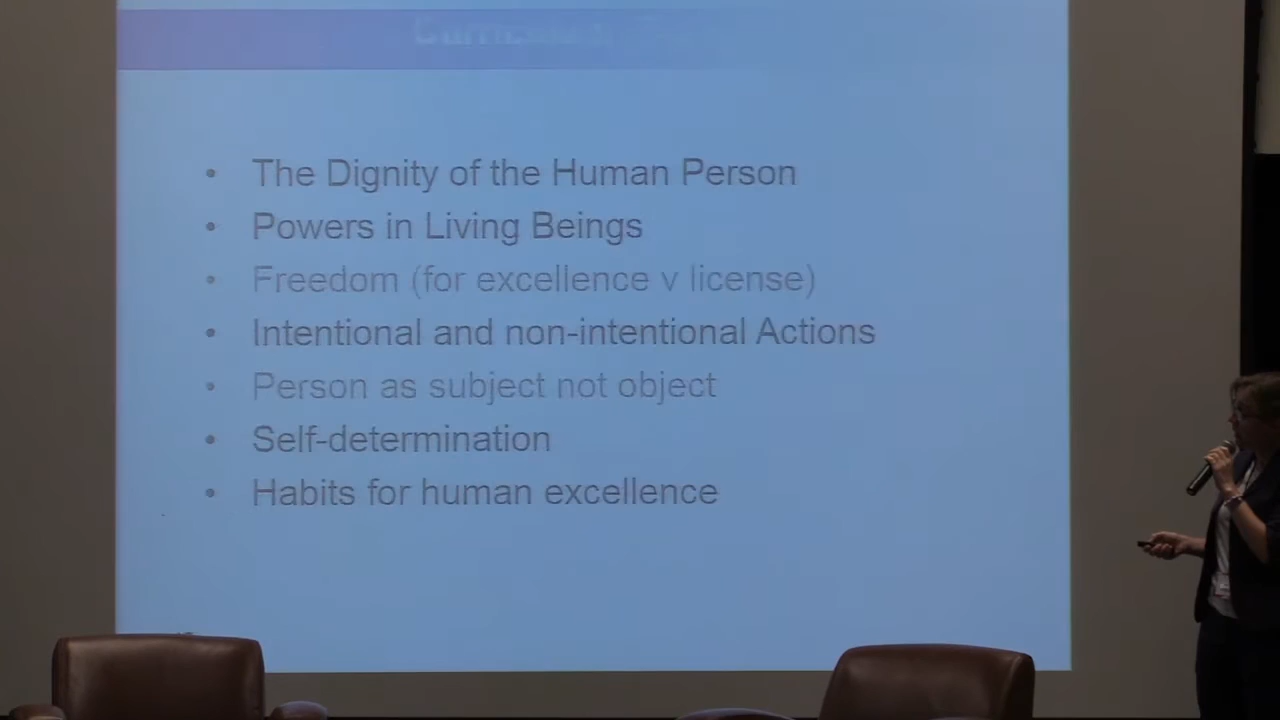 • The Dignity of the Human Person
• Powers in Living Beings
• Freedom (for excellence v license)
• Intentional and non-intentional Actions
• Person as subject not object
• Self-determination
• Habits for human excellence